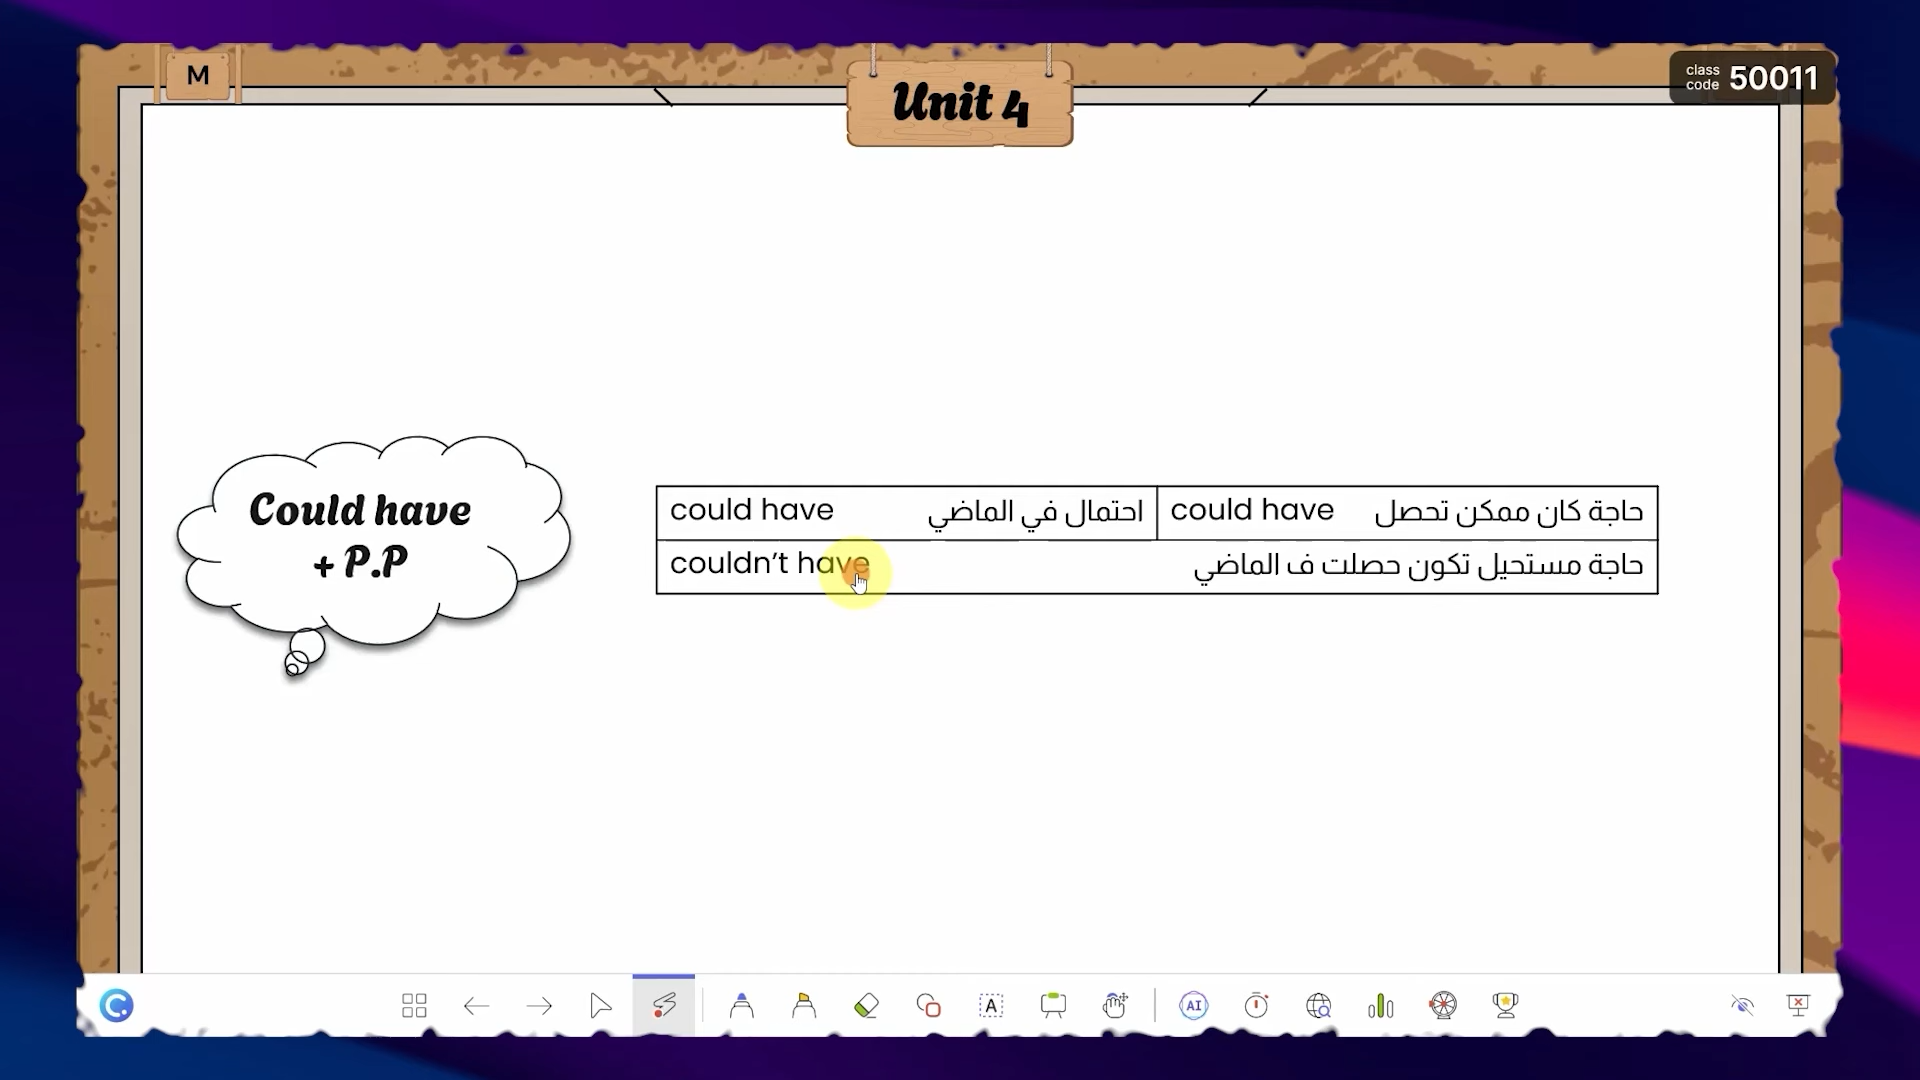 M
Unit 4
class code 50011
Could have
+ P.P
could have احتمال في الماضي
could have حاجة كان ممكن تحصل
couldn't have حاجة مستحيل تكون حصلت ف الماضي
A
AI